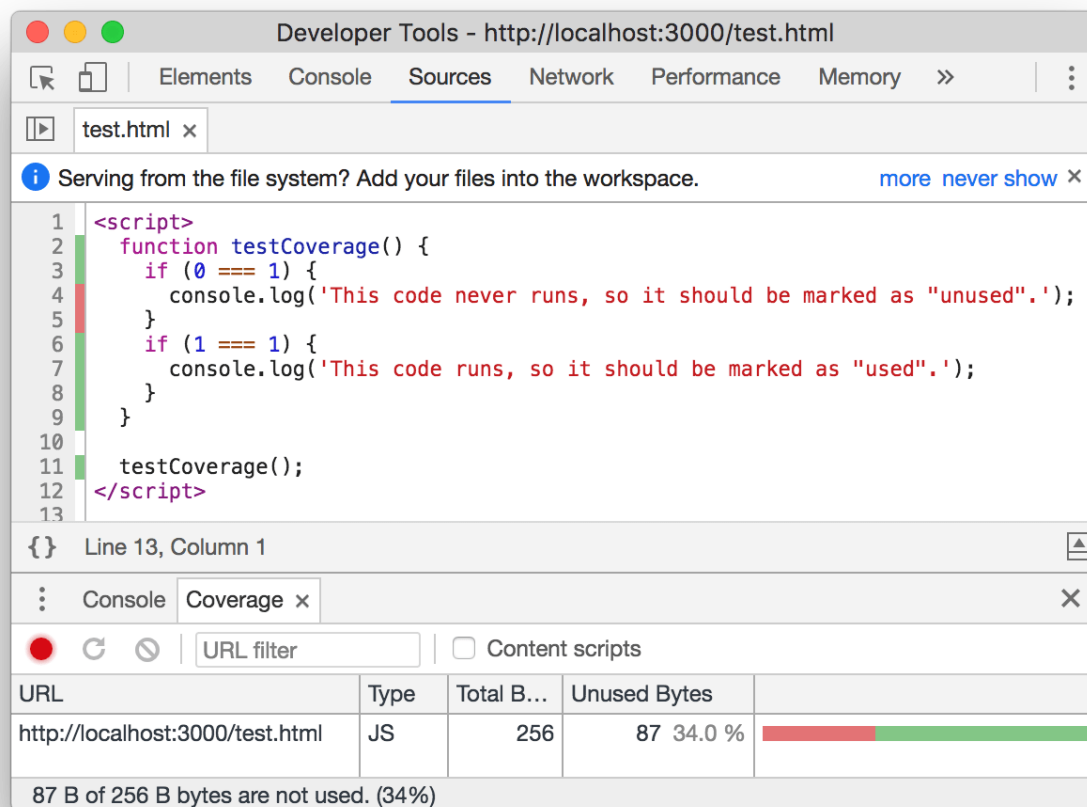 Developer Tools - http://localhost:3000/test.html
Elements Console Sources Network Performance Memory »
test.html ×
Serving from the file system? Add your files into the workspace. more never show ×
1 <script>
2 function testCoverage() {
3 if (0 === 1) {
4 console.log('This code never runs, so it should be marked as "unused".');
5 }
6 if (1 === 1) {
7 console.log('This code runs, so it should be marked as "used".');
8 }
9 }
10
11 testCoverage();
12 </script>
13
{} Line 13, Column 1
Console Coverage ×
URL filter Content scripts
URL Type Total B... Unused Bytes
http://localhost:3000/test.html JS 256 87 34.0 %
87 B of 256 B bytes are not used. (34%)